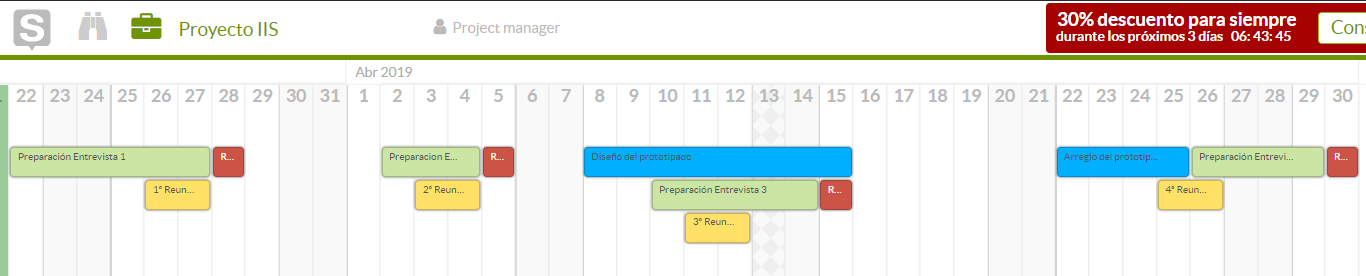 S
Proyecto IIS
Project manager
30% descuento para siempre
durante los próximos 3 días 06: 43: 45
Cons
Abr 2019
22 23 24 25 26 27 28 29 30 31 1 2 3 4 5 6 7 8 9 10 11 12 13 14 15 16 17 18 19 20 21 22 23 24 25 26 27 28 29 30
Preparación Entrevista 1 R... Preparacion E... R... Diseño del prototipado Arreglo del prototip... Preparación Entrevi... R...
1º Reun... 2º Reun... Preparación Entrevista 3 R... 4º Reun...
3º Reun...